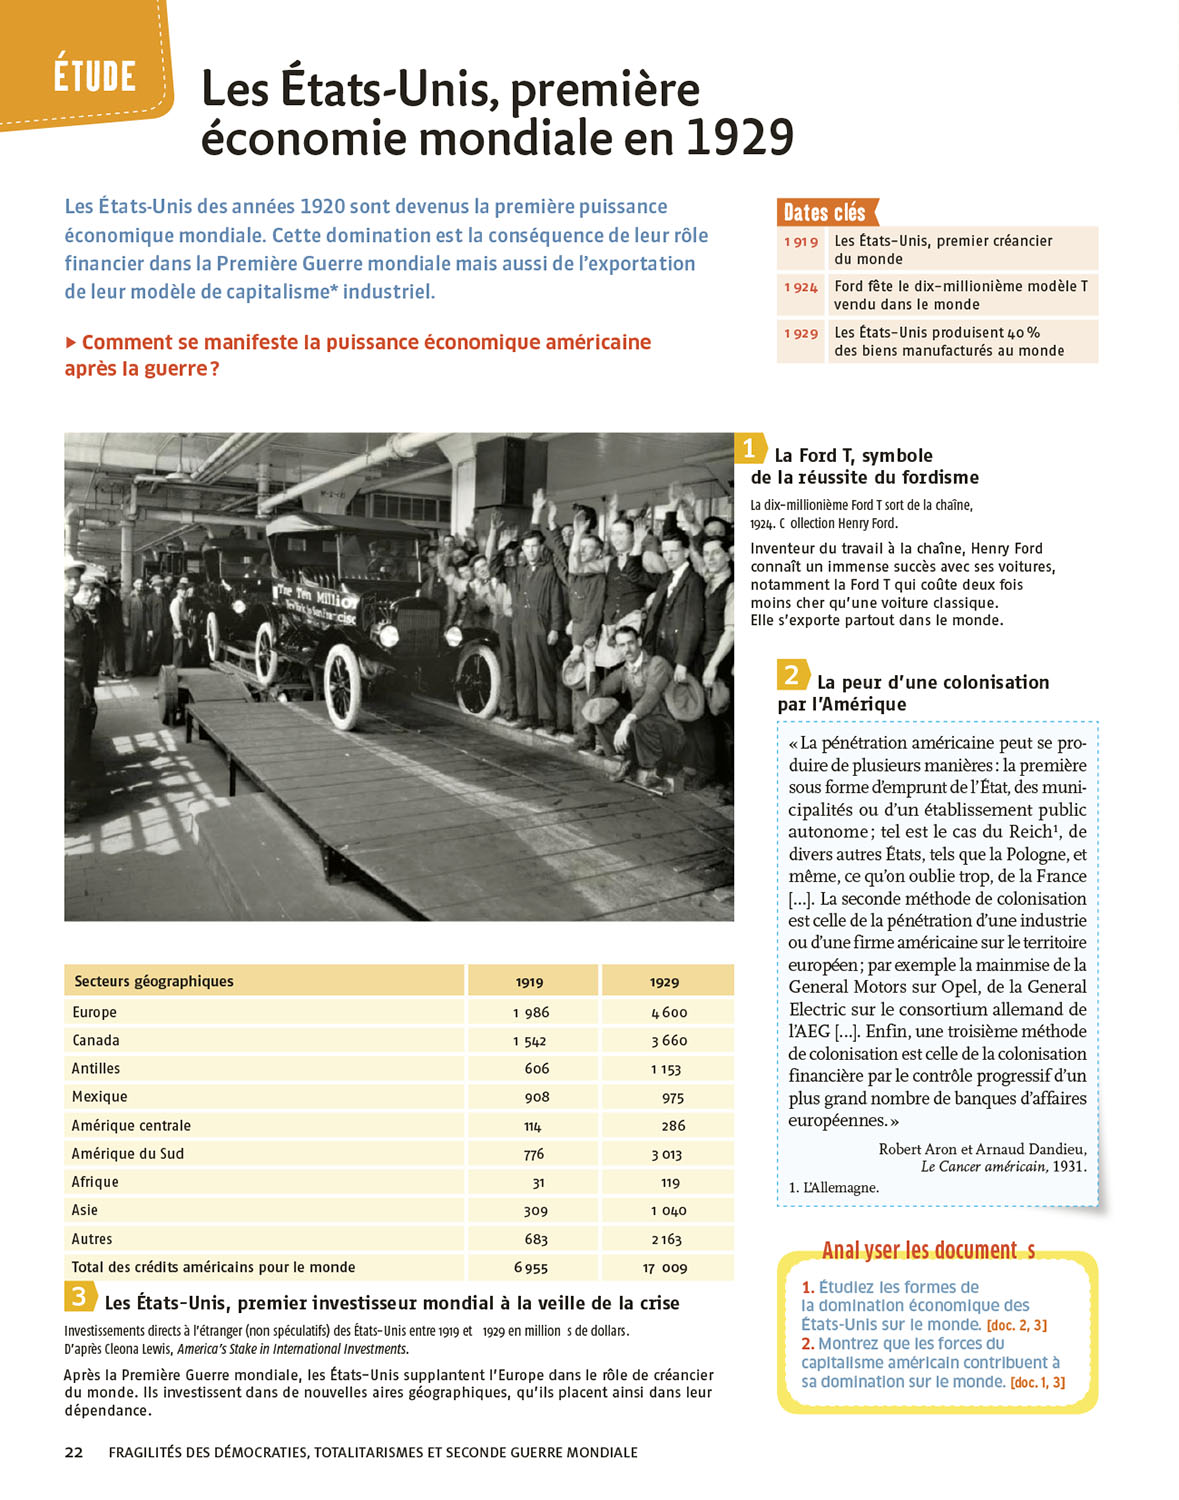 ÉTUDE
Les États-Unis, première
économie mondiale en 1929
Les États-Unis des années 1920 sont devenus la première puissance
économique mondiale. Cette domination est la conséquence de leur rôle
financier dans la Première Guerre mondiale mais aussi de l'exportation
de leur modèle de capitalisme* industriel.
▶ Comment se manifeste la puissance économique américaine
après la guerre ?
Dates clés
1919 Les États-Unis, premier créancier
du monde
1924 Ford fête le dix-millionième modèle T
vendu dans le monde
1929 Les États-Unis produisent 40 %
des biens manufacturés au monde
The Ten Million
New York to San Francisco
1 La Ford T, symbole
de la réussite du fordisme
La dix-millionième Ford T sort de la chaîne,
1924. C ollection Henry Ford.
Inventeur du travail à la chaîne, Henry Ford
connaît un immense succès avec ses voitures,
notamment la Ford T qui coûte deux fois
moins cher qu'une voiture classique.
Elle s'exporte partout dans le monde.
2 La peur d'une colonisation
par l'Amérique
« La pénétration américaine peut se pro-
duire de plusieurs manières : la première
sous forme d'emprunt de l'État, des muni-
cipalités ou d'un établissement public
autonome ; tel est le cas du Reich¹, de
divers autres États, tels que la Pologne, et
même, ce qu'on oublie trop, de la France
[…]. La seconde méthode de colonisation
est celle de la pénétration d'une industrie
ou d'une firme américaine sur le territoire
européen ; par exemple la mainmise de la
General Motors sur Opel, de la General
Electric sur le consortium allemand de
l'AEG […]. Enfin, une troisième méthode
de colonisation est celle de la colonisation
financière par le contrôle progressif d'un
plus grand nombre de banques d'affaires
européennes. »
Robert Aron et Arnaud Dandieu,
Le Cancer américain, 1931.
1. L'Allemagne.
Secteurs géographiques 1919 1929
Europe 1 986 4 600
Canada 1 542 3 660
Antilles 606 1 153
Mexique 908 975
Amérique centrale 114 286
Amérique du Sud 776 3 013
Afrique 31 119
Asie 309 1 040
Autres 683 2 163
Total des crédits américains pour le monde 6 955 17 009
3 Les États-Unis, premier investisseur mondial à la veille de la crise
Investissements directs à l'étranger (non spéculatifs) des États-Unis entre 1919 et 1929 en million s de dollars.
D'après Cleona Lewis, America's Stake in International Investments.
Après la Première Guerre mondiale, les États-Unis supplantent l'Europe dans le rôle de créancier
du monde. Ils investissent dans de nouvelles aires géographiques, qu'ils placent ainsi dans leur
dépendance.
Anal yser les document s
1. Étudiez les formes de
la domination économique des
États-Unis sur le monde. [doc. 2, 3]
2. Montrez que les forces du
capitalisme américain contribuent à
sa domination sur le monde. [doc. 1, 3]
22 FRAGILITÉS DES DÉMOCRATIES, TOTALITARISMES ET SECONDE GUERRE MONDIALE